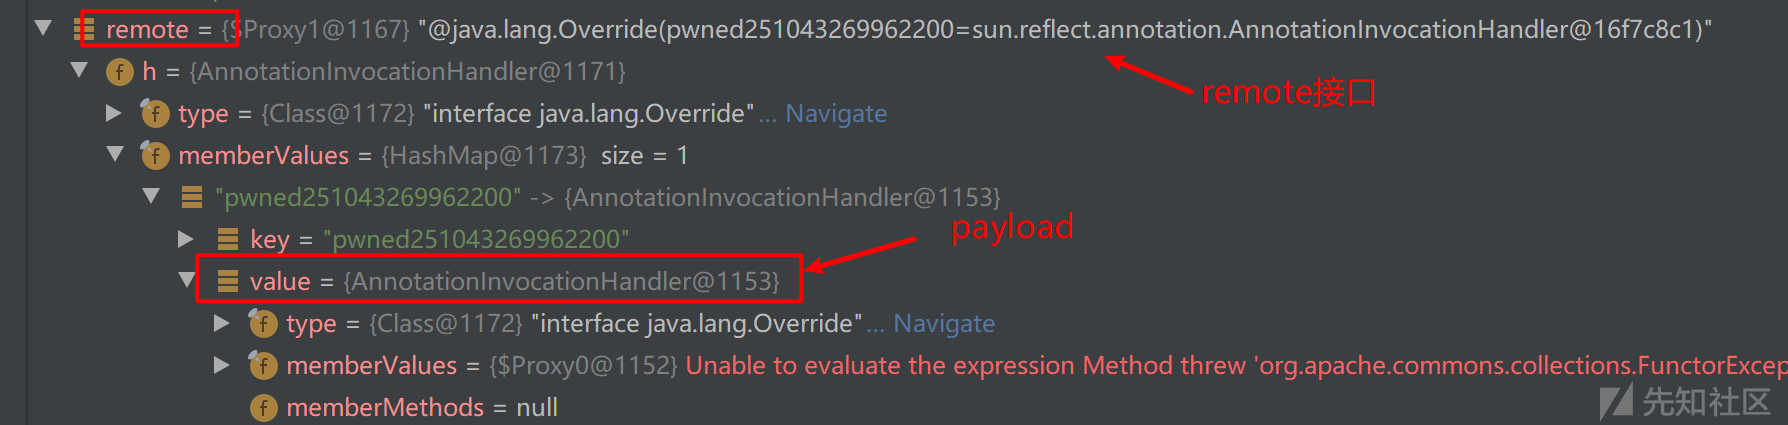 remote = {$Proxy1@1167} "@java.lang.Override(pwned251043269962200=sun.reflect.annotation.AnnotationInvocationHandler@16f7c8c1)"
f h = {AnnotationInvocationHandler@1171}
remote接口
f type = {Class@1172} "interface java.lang.Override" ... Navigate
f memberValues = {HashMap@1173} size = 1
"pwned251043269962200" -> {AnnotationInvocationHandler@1153}
key = "pwned251043269962200"
payload
value = {AnnotationInvocationHandler@1153}
f type = {Class@1172} "interface java.lang.Override" ... Navigate
f memberValues = {$Proxy0@1152} Unable to evaluate the expression Method threw 'org.apache.commons.collections.FunctorExcep
f memberMethods = null
先知社区